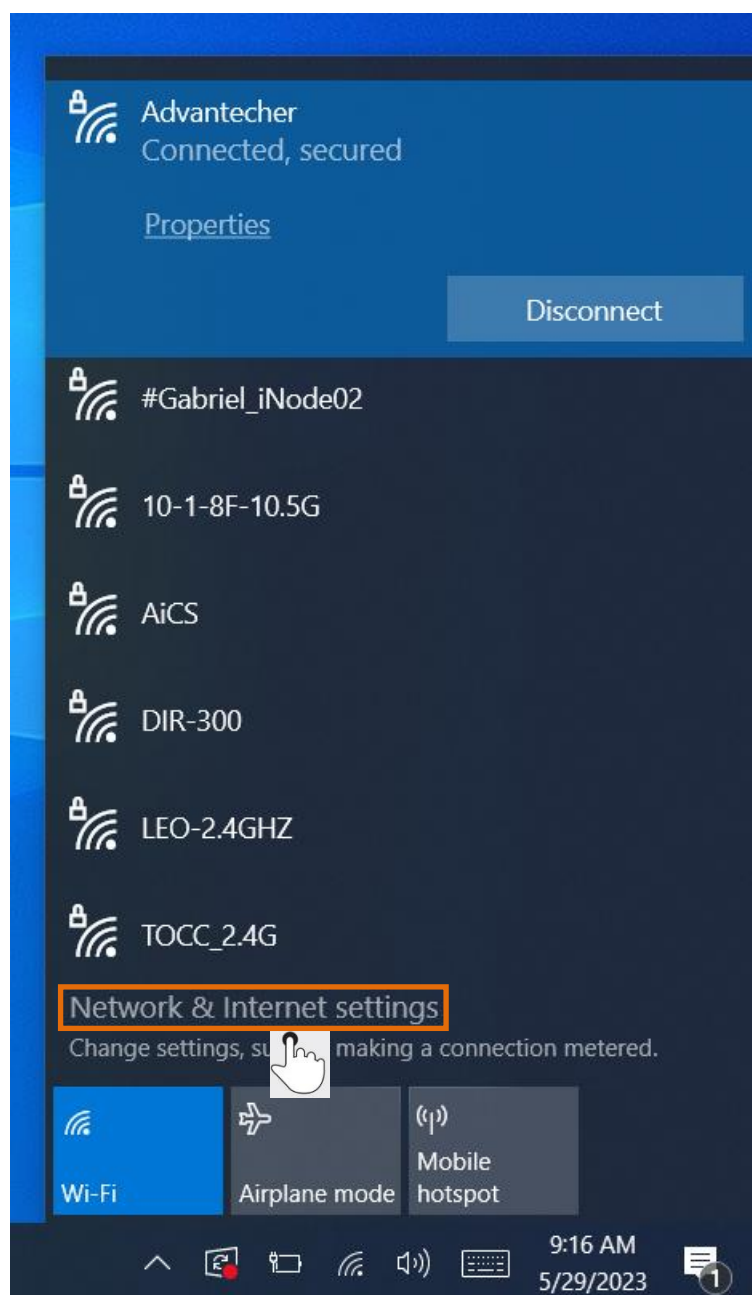 Advantecher
Connected, secured
Properties
Disconnect
#Gabriel_iNode02
10-1-8F-10.5G
AiCS
DIR-300
LEO-2.4GHZ
TOCC_2.4G
Network & Internet settings
Change settings, su making a connection metered.
Wi-Fi
Airplane mode
Mobile
hotspot
9:16 AM
5/29/2023
1